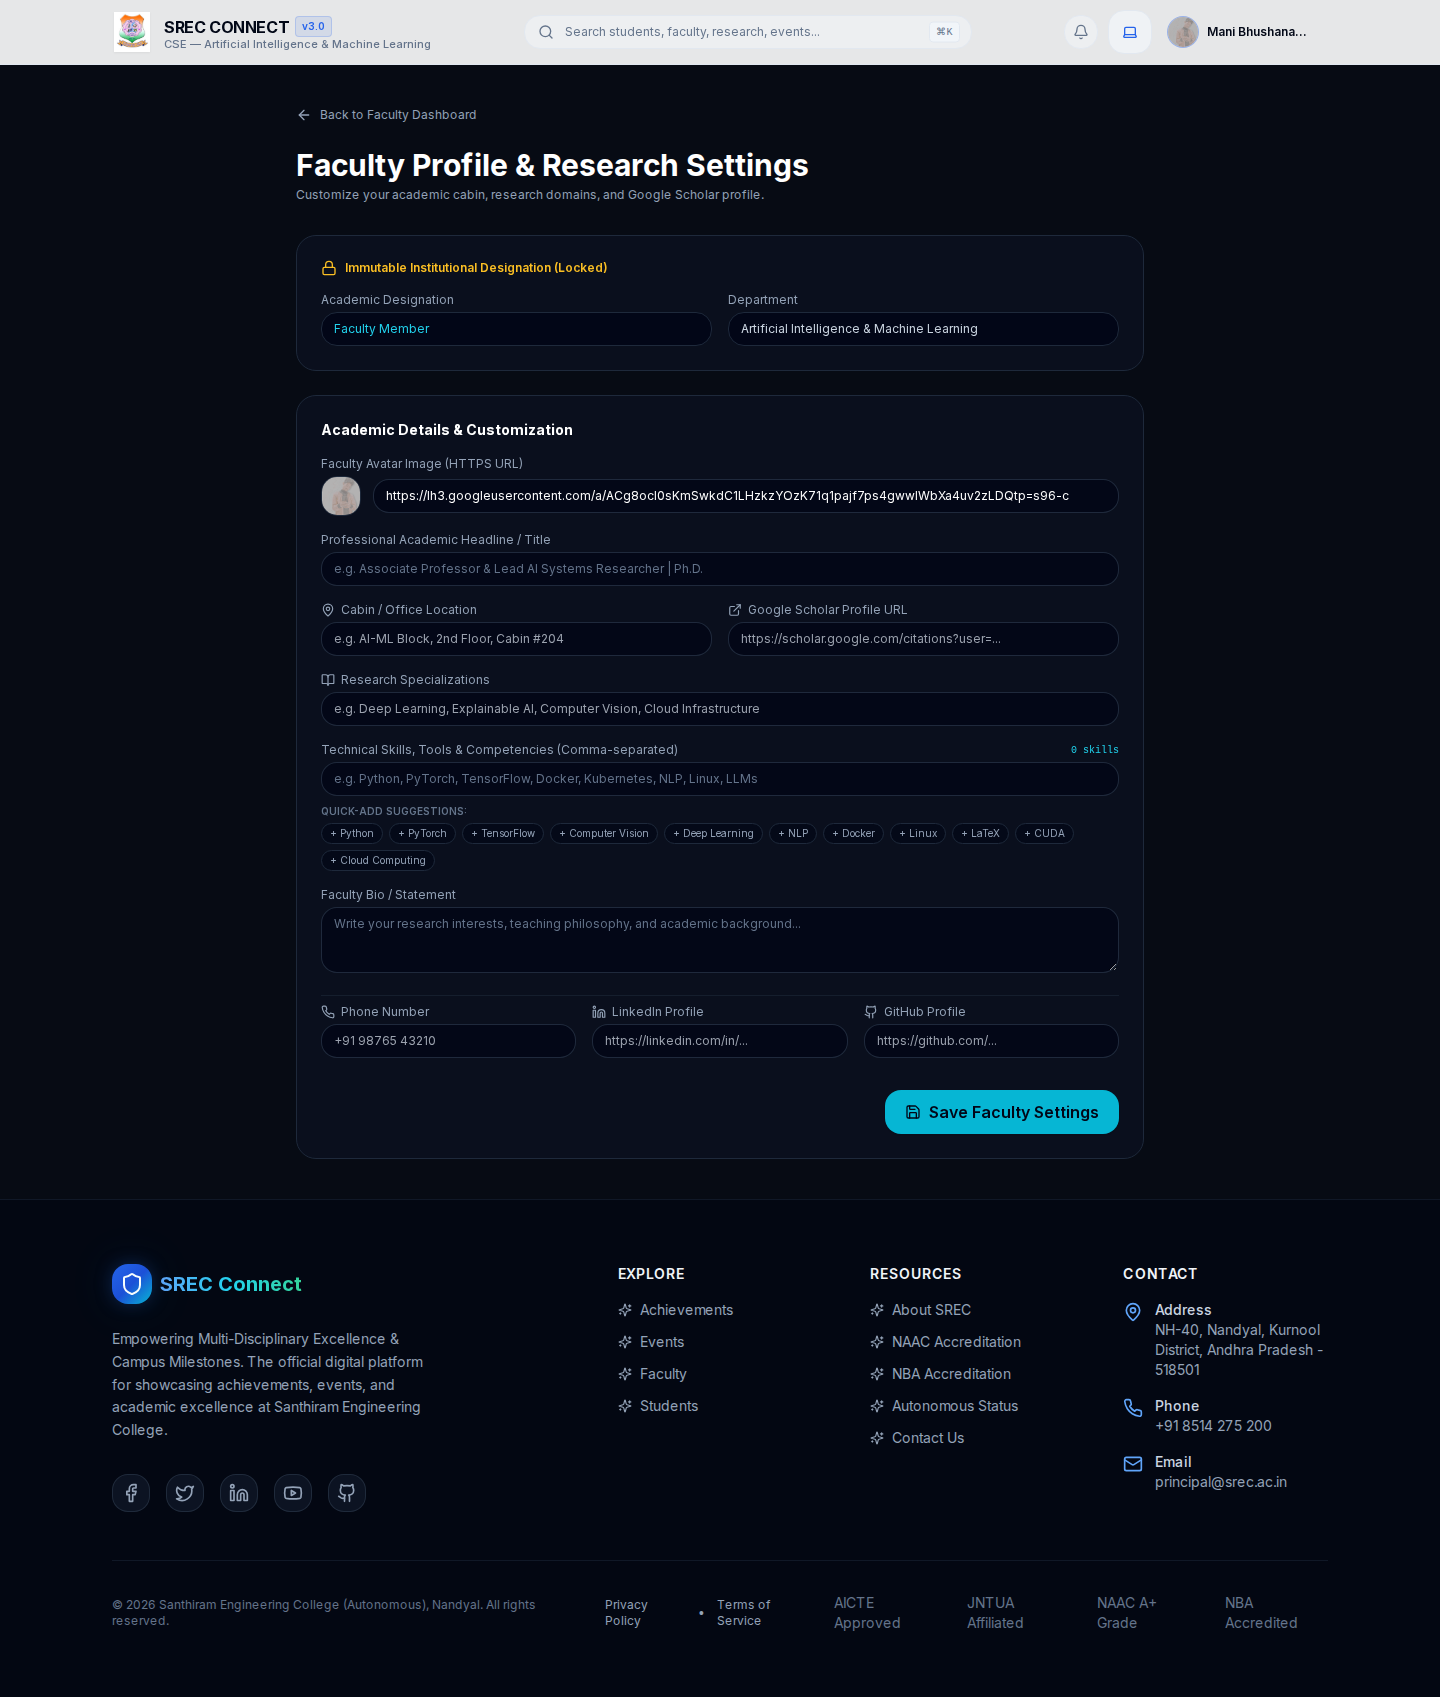 SREC CONNECT v3.0
CSE — Artificial Intelligence & Machine Learning
Search students, faculty, research, events...
⌘K
Mani Bhushana...
Back to Faculty Dashboard
Faculty Profile & Research Settings
Customize your academic cabin, research domains, and Google Scholar profile.
Immutable Institutional Designation (Locked)
Academic Designation
Department
Faculty Member
Artificial Intelligence & Machine Learning
Academic Details & Customization
Faculty Avatar Image (HTTPS URL)
Professional Academic Headline / Title
e.g. Associate Professor & Lead AI Systems Researcher | Ph.D.
Cabin / Office Location
Google Scholar Profile URL
e.g. AI-ML Block, 2nd Floor, Cabin #204
https://scholar.google.com/citations?user=...
Research Specializations
e.g. Deep Learning, Explainable AI, Computer Vision, Cloud Infrastructure
Technical Skills, Tools & Competencies (Comma-separated)
0 skills
e.g. Python, PyTorch, TensorFlow, Docker, Kubernetes, NLP, Linux, LLMs
QUICK-ADD SUGGESTIONS:
+ Python + PyTorch + TensorFlow + Computer Vision + Deep Learning + NLP + Docker + Linux + LaTeX + CUDA
+ Cloud Computing
Faculty Bio / Statement
Write your research interests, teaching philosophy, and academic background...
Phone Number
LinkedIn Profile
GitHub Profile
+91 98765 43210
https://linkedin.com/in/...
https://github.com/...
Save Faculty Settings
SREC Connect
Empowering Multi-Disciplinary Excellence &
Campus Milestones. The official digital platform
for showcasing achievements, events, and
academic excellence at Santhiram Engineering
College.
EXPLORE
Achievements
Events
Faculty
Students
RESOURCES
About SREC
NAAC Accreditation
NBA Accreditation
Autonomous Status
Contact Us
CONTACT
Address
NH-40, Nandyal, Kurnool
District, Andhra Pradesh -
518501
Phone
+91 8514 275 200
Email
principal@srec.ac.in
© 2026 Santhiram Engineering College (Autonomous), Nandyal. All rights
reserved.
Privacy
Policy
•
Terms of
Service
AICTE
Approved
JNTUA
Affiliated
NAAC A+
Grade
NBA
Accredited